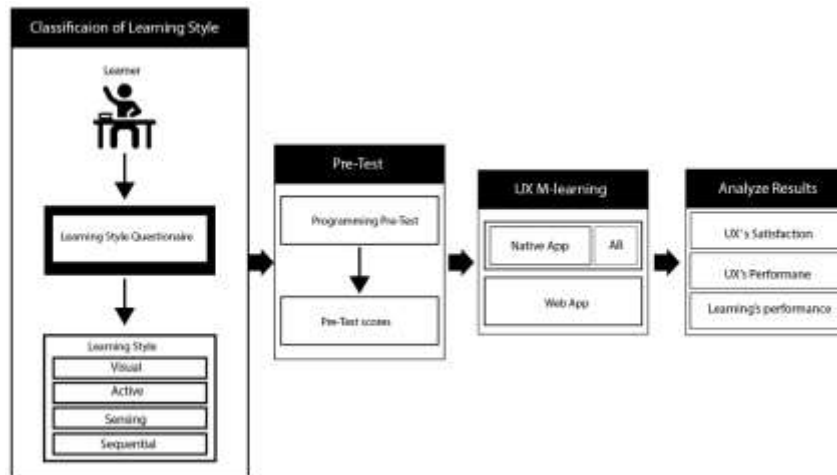 Classificaion of Learning Style
Learner
Learning Style Questionaire
Learning Style
Visual
Active
Sensing
Sequential
Pre-Test
Programming Pre-Test
Pre-Test scores
UX M-learning
Native App
AR
Web App
Analyze Results
UX's Satisfaction
UX's Performane
Learning's performance